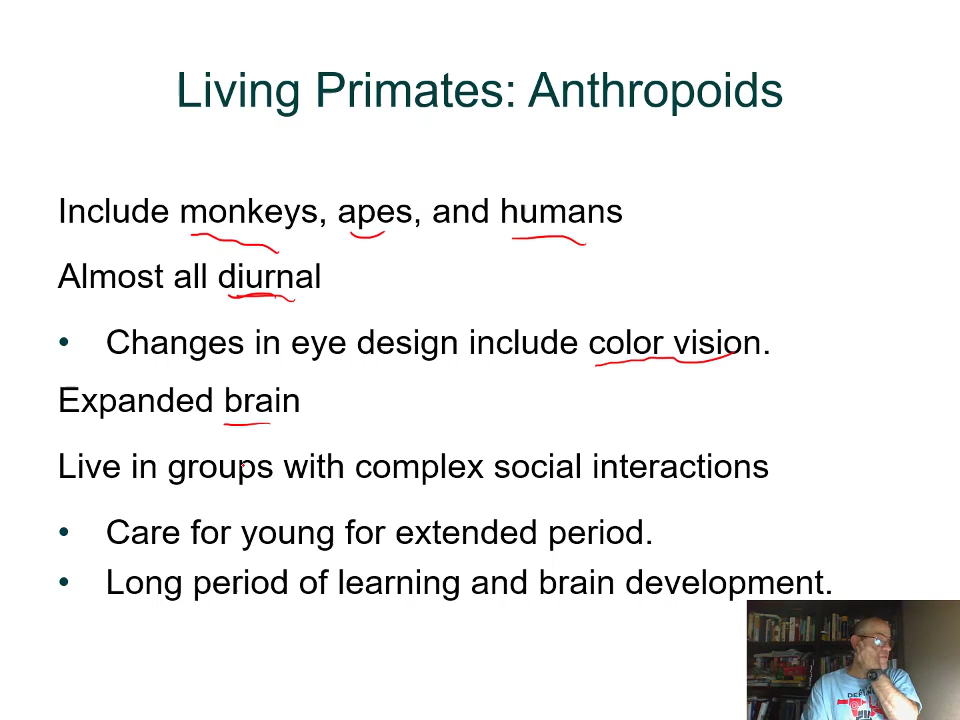 Living Primates: Anthropoids
Include monkeys, apes, and humans
Almost all diurnal
• Changes in eye design include color vision.
Expanded brain
Live in groups with complex social interactions
• Care for young for extended period.
• Long period of learning and brain development.